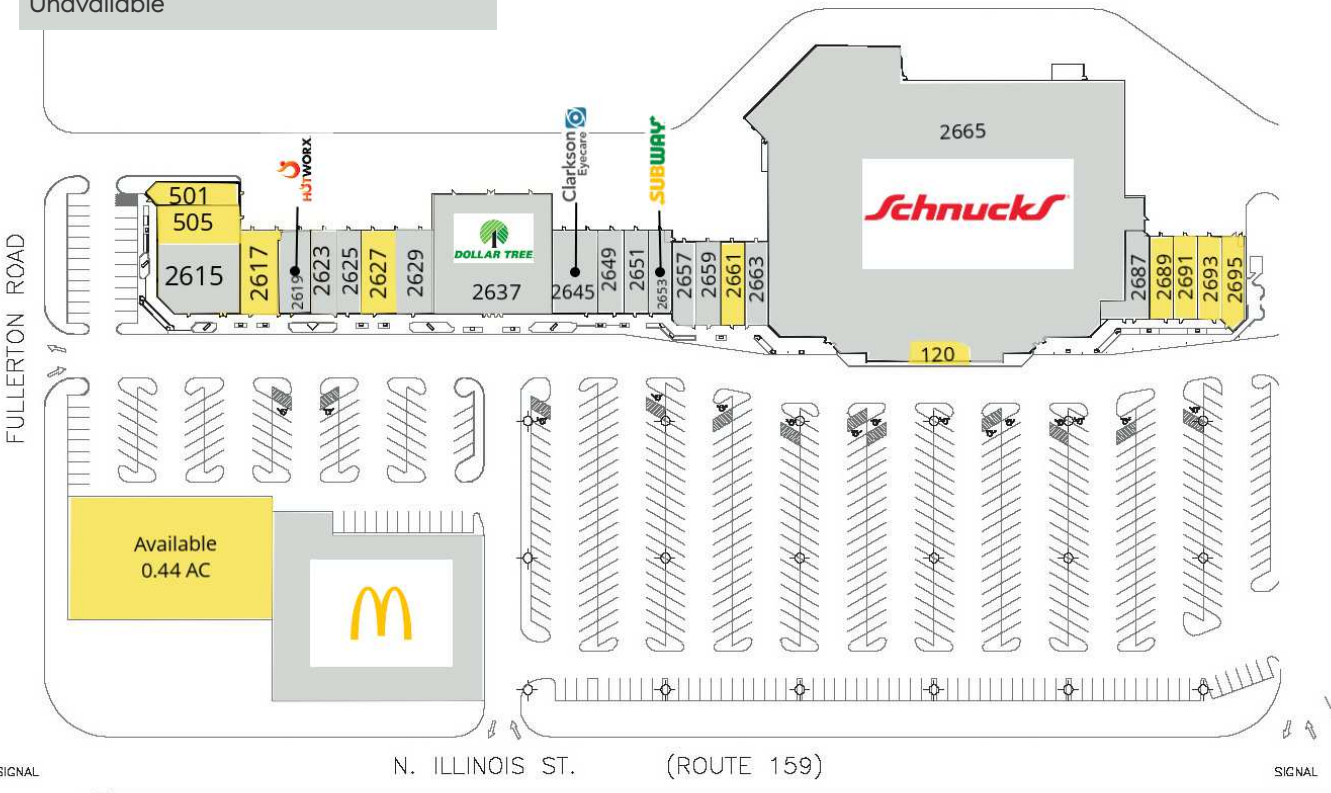 Unavailable
HOTWORX
Clarkson
Eyecare
SUBWAY
2665
Schnucks
501
505
2615
2617
2619
2623
2625
2627
2629
DOLLAR TREE
2637
2645
2649
2651
2653
2657
2659
2661
2663
2687
2689
2691
2693
2695
120
FULLERTON ROAD
Available
0.44 AC
N. ILLINOIS ST. (ROUTE 159)
SIGNAL
SIGNAL